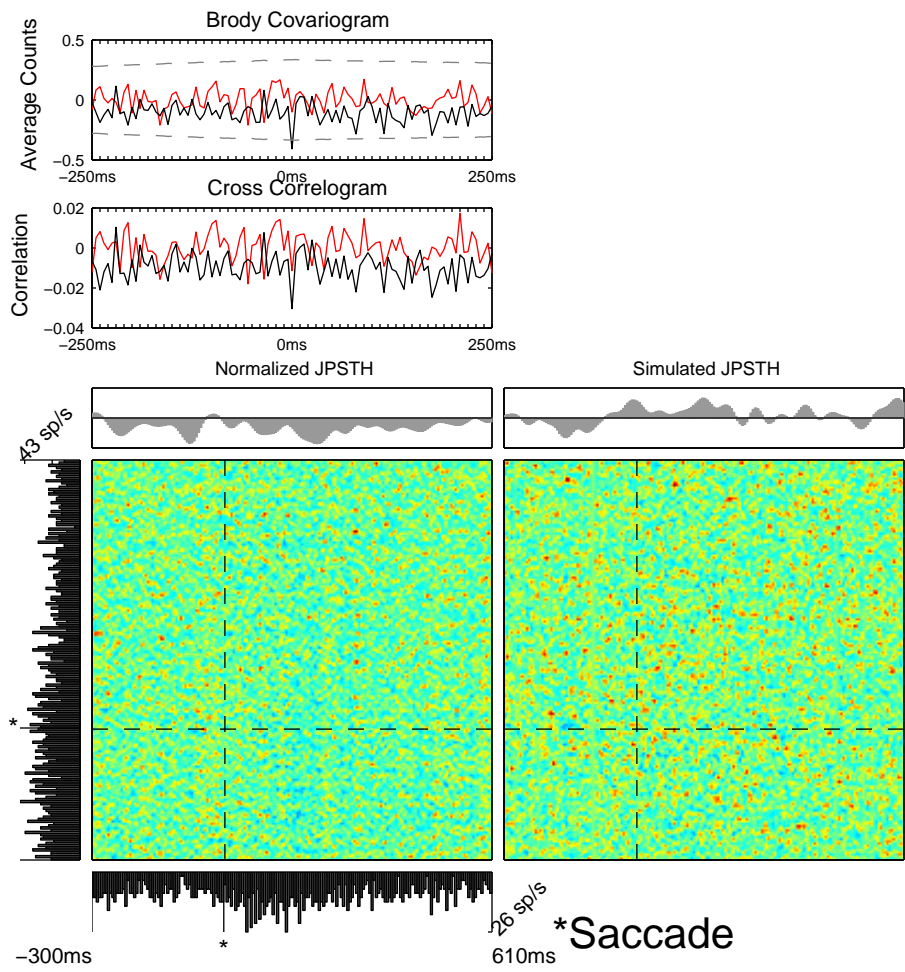 Brody Covariogram
Average Counts
0.5
0
−0.5
−250ms
0ms
250ms
Cross Correlogram
Correlation
0.02
0
−0.02
−0.04
−250ms
0ms
250ms
Normalized JPSTH
Simulated JPSTH
43 sp/s
*
26 sp/s
*
*Saccade
−300ms
610ms